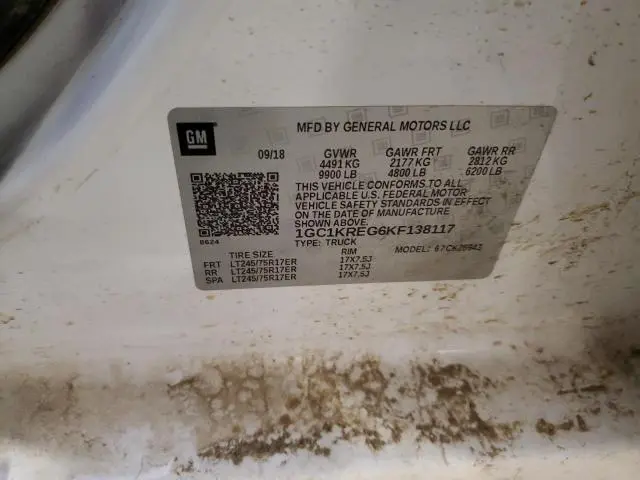 GM
MFD BY GENERAL MOTORS LLC
09/18 GVWR GAWR FRT GAWR RR
4491 KG 2177 KG 2812 KG
9900 LB 4800 LB 6200 LB
THIS VEHICLE CONFORMS TO ALL
APPLICABLE U.S. FEDERAL MOTOR
VEHICLE SAFETY STANDARDS IN EFFECT
ON THE DATE OF MANUFACTURE
SHOWN ABOVE.
1GC1KREG6KF138117
8624
TYPE: TRUCK MODEL:
TIRE SIZE RIM
FRT LT245/75R17ER 17X7.5J
RR LT245/75R17ER 17X7.5J
SPA LT245/75R17ER 17X7.5J